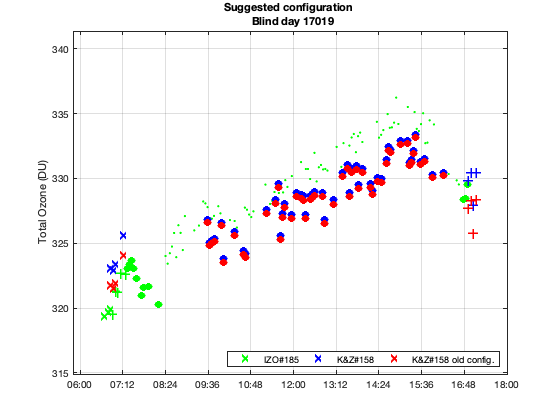 Suggested configuration
Blind day 17019
340
335
330
325
320
315
Total Ozone (DU)
06:00 07:12 08:24 09:36 10:48 12:00 13:12 14:24 15:36 16:48 18:00
IZO#185 K&Z#158 K&Z#158 old config.